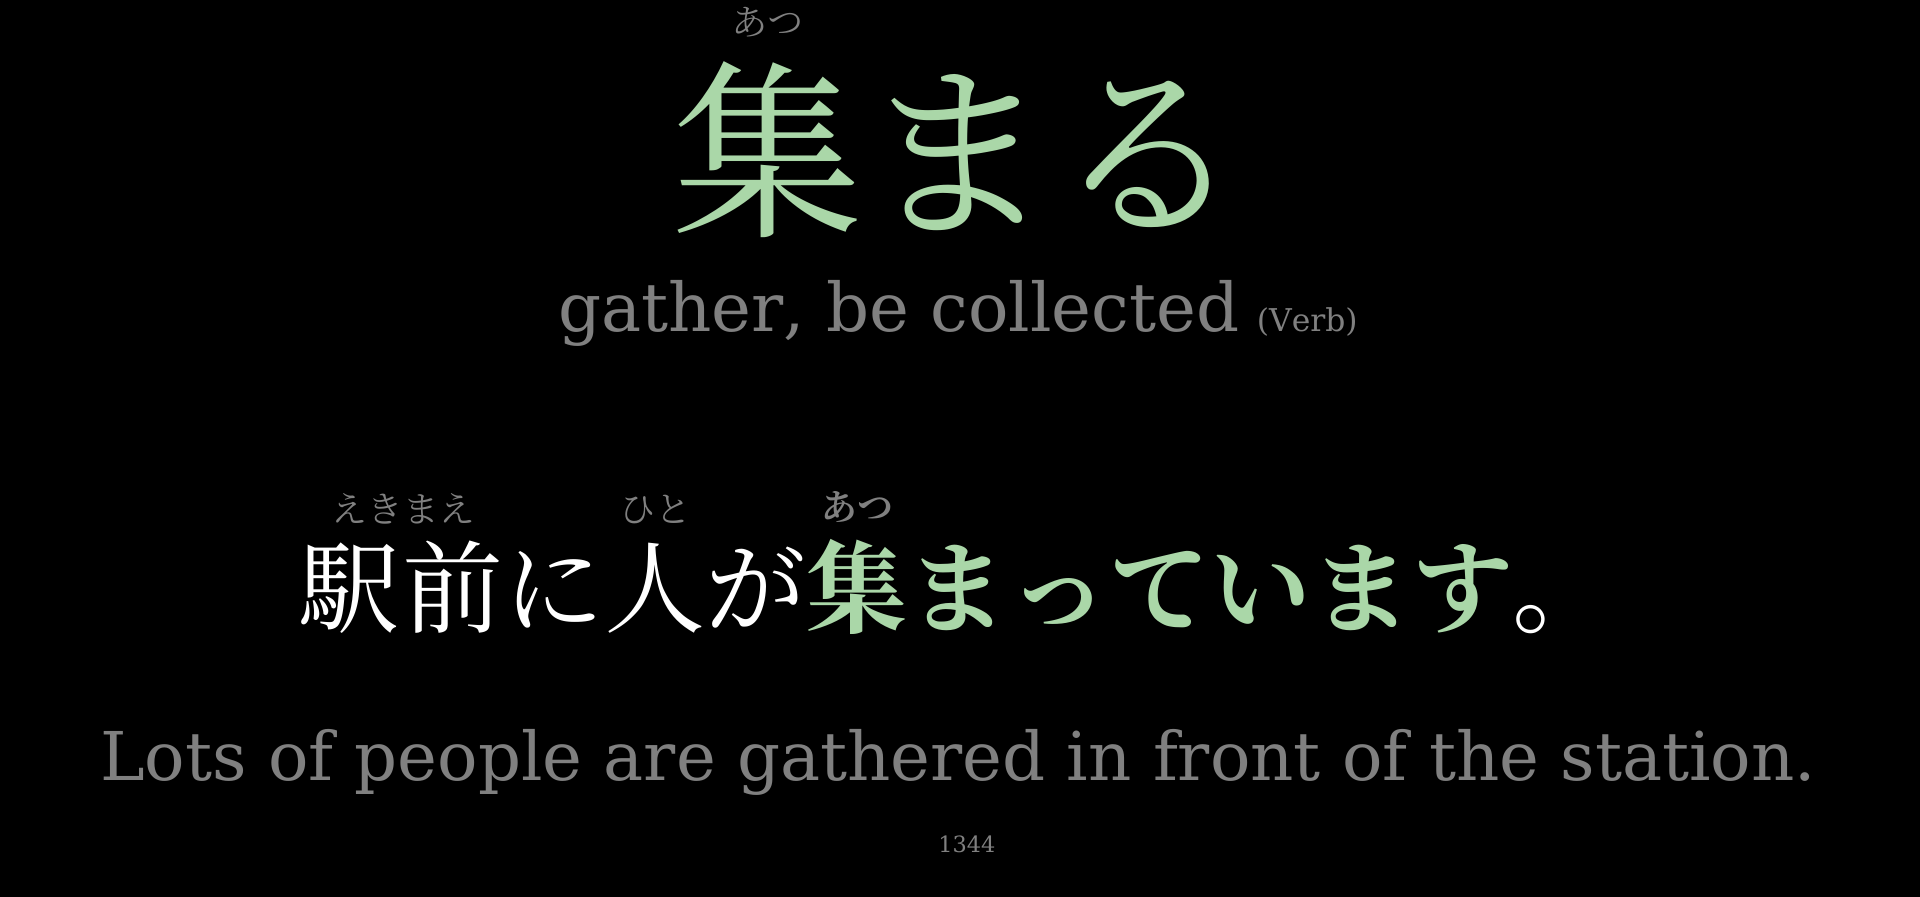 あつ
集まる
gather, be collected (Verb)
えきまえ ひと あつ
駅前に人が集まっています。
Lots of people are gathered in front of the station.
1344